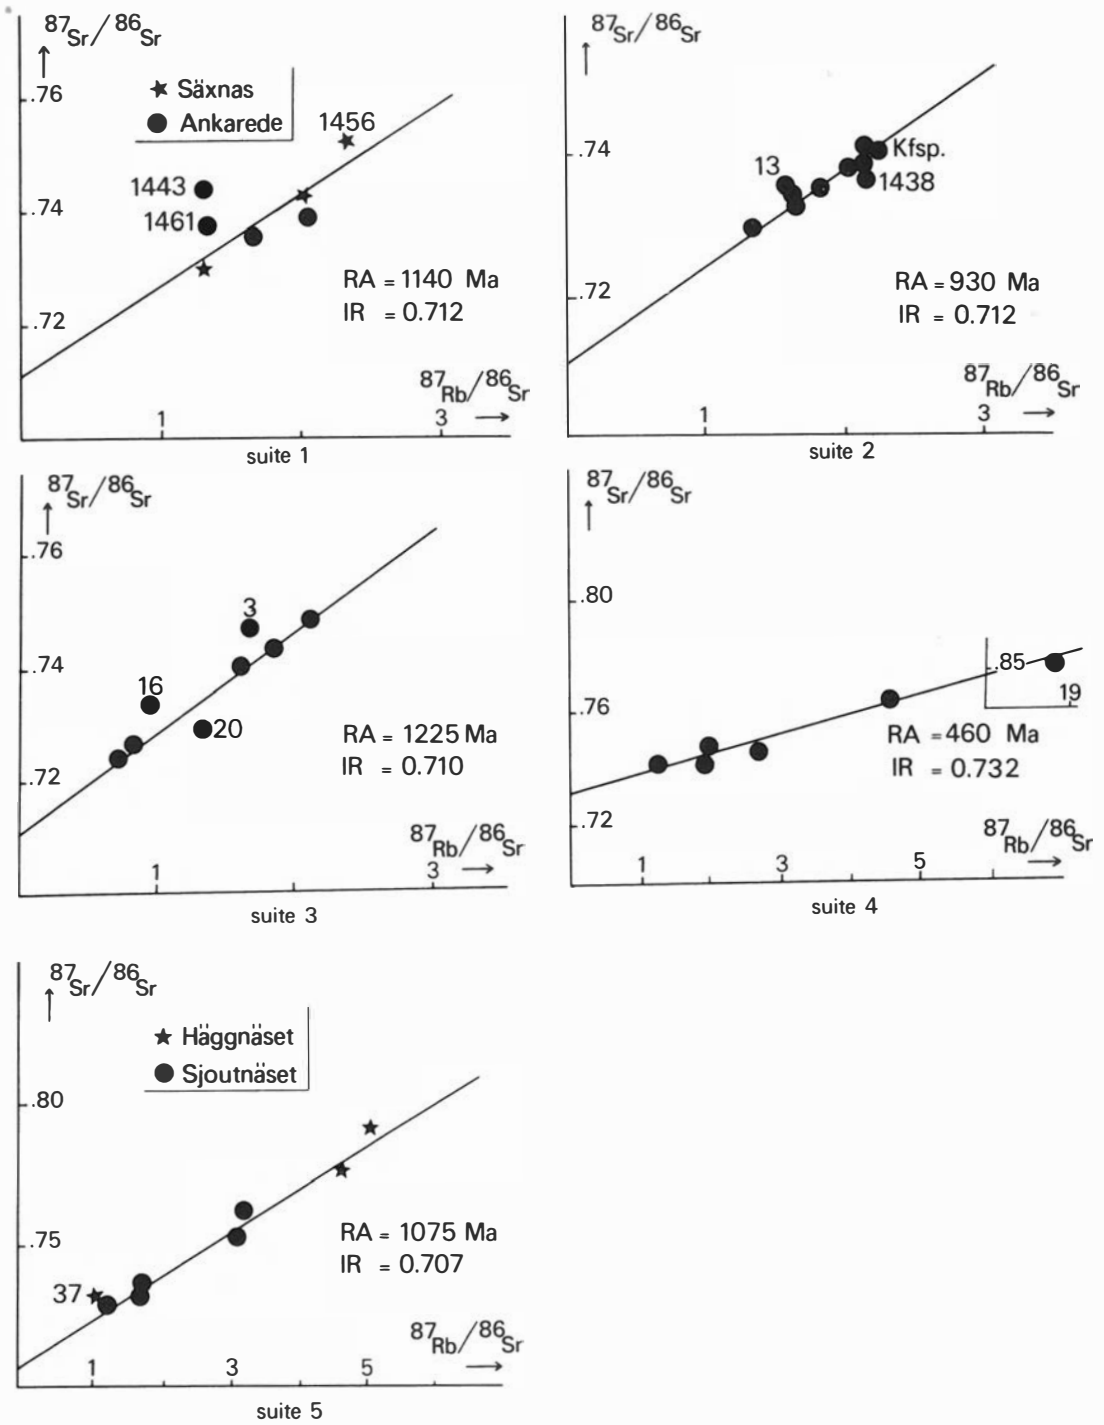 87Sr/86Sr
.76
.74
.72
★ Säxnas
● Ankarede
1456
1443
1461
RA = 1140 Ma
IR = 0.712
87Rb/86Sr
1
3
suite 1
87Sr/86Sr
.74
.72
13
Kfsp.
1438
RA = 930 Ma
IR = 0.712
87Rb/86Sr
1
3
suite 2
87Sr/86Sr
.76
.74
.72
3
16
20
RA = 1225 Ma
IR = 0.710
87Rb/86Sr
1
3
suite 3
87Sr/86Sr
.80
.76
.72
.85
19
RA = 460 Ma
IR = 0.732
87Rb/86Sr
1
3
5
suite 4
87Sr/86Sr
★ Häggnäset
● Sjoutnäset
.80
.75
37
RA = 1075 Ma
IR = 0.707
87Rb/86Sr
1
3
5
suite 5